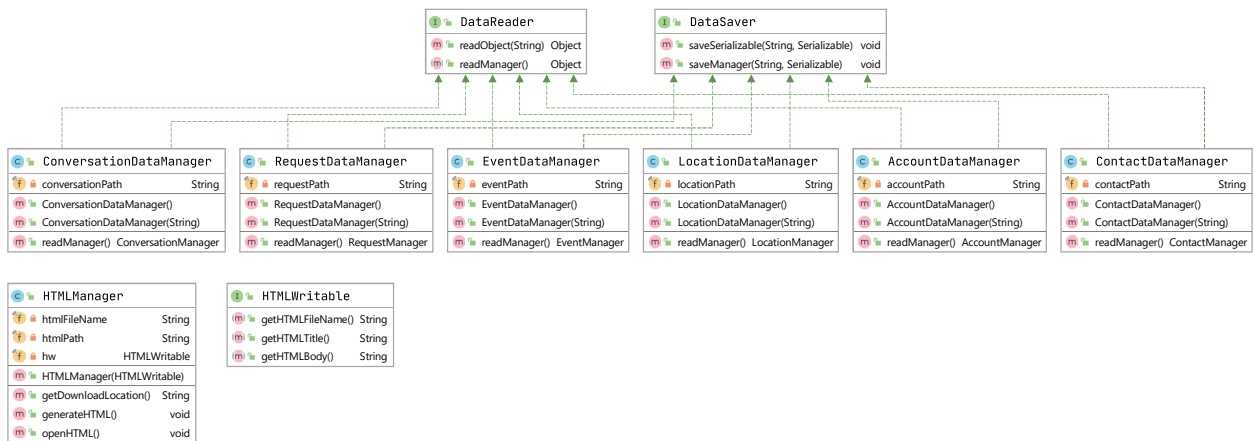 DataReader
readObject(String) Object
readManager() Object
DataSaver
saveSerializable(String, Serializable) void
saveManager(String, Serializable) void
ConversationDataManager
conversationPath String
ConversationDataManager()
ConversationDataManager(String)
readManager() ConversationManager
RequestDataManager
requestPath String
RequestDataManager()
RequestDataManager(String)
readManager() RequestManager
EventDataManager
eventPath String
EventDataManager()
EventDataManager(String)
readManager() EventManager
LocationDataManager
locationPath String
LocationDataManager()
LocationDataManager(String)
readManager() LocationManager
AccountDataManager
accountPath String
AccountDataManager()
AccountDataManager(String)
readManager() AccountManager
ContactDataManager
contactPath String
ContactDataManager()
ContactDataManager(String)
readManager() ContactManager
HTMLManager
htmlFileName String
htmlPath String
hw HTMLWritable
HTMLManager(HTMLWritable)
getDownloadLocation() String
generateHTML() void
openHTML() void
HTMLWritable
getHTMLFileName() String
getHTMLTitle() String
getHTMLBody() String